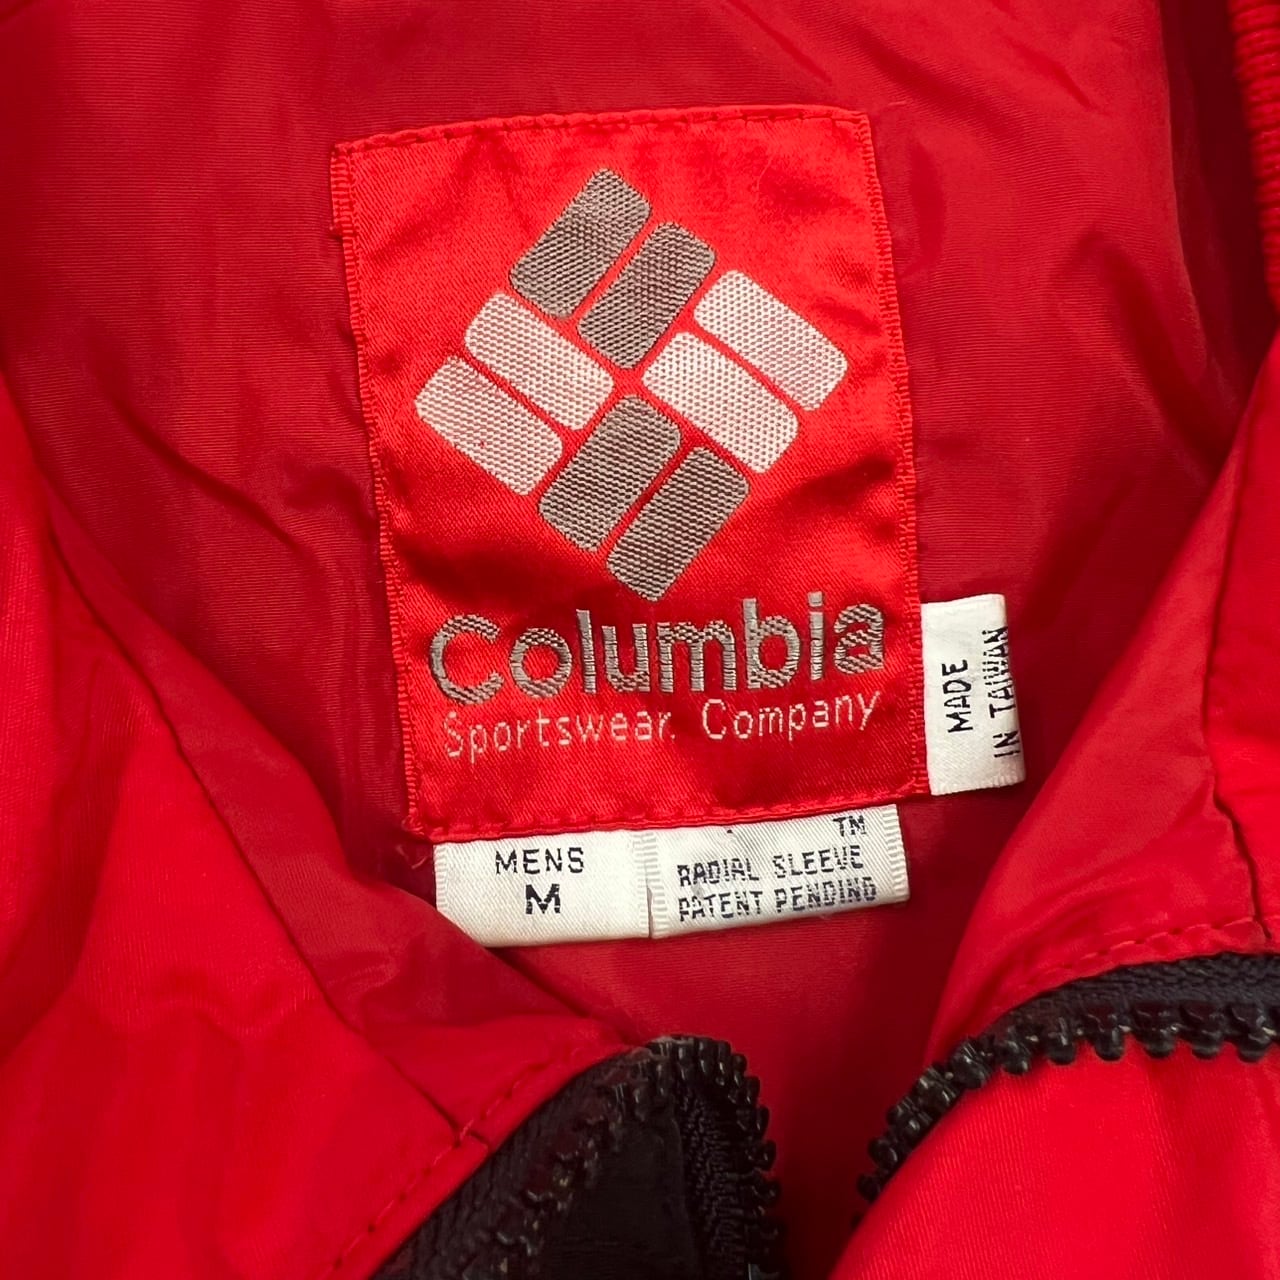 Columbia
Sportswear Company
MADE
IN TAIWAN
MENS
M
TM
RADIAL SLEEVE
PATENT PENDING